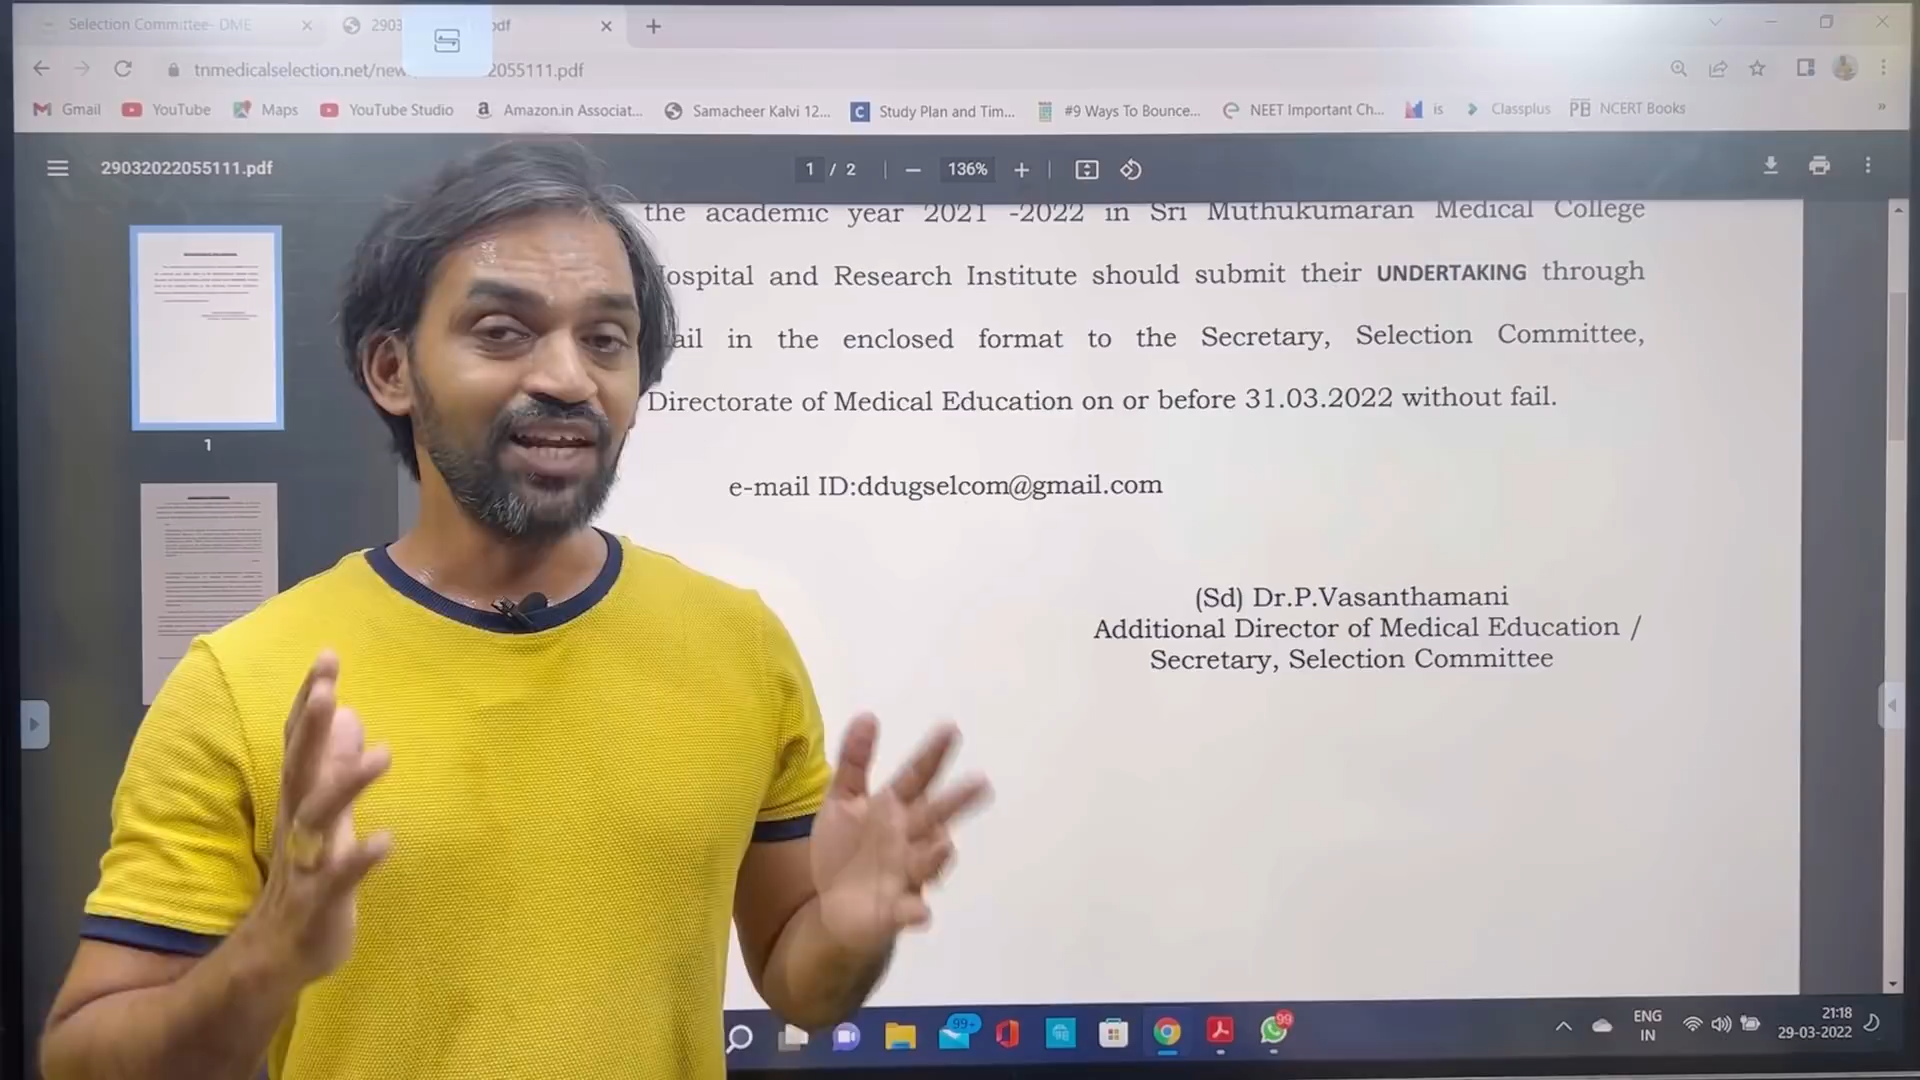 Selection Committee- DME
2903
pdf
tnmedicalselection.net/new
2055111.pdf
Gmail
YouTube
Maps
YouTube Studio
Amazon.in Associat...
Samacheer Kalvi 12...
Study Plan and Tim...
#9 Ways To Bounce...
NEET Important Ch...
is
Classplus
NCERT Books
29032022055111.pdf
1 / 2
136%
the academic year 2021 -2022 in Sri Muthukumaran Medical College
ospital and Research Institute should submit their UNDERTAKING through
ail in the enclosed format to the Secretary, Selection Committee,
Directorate of Medical Education on or before 31.03.2022 without fail.
e-mail ID:ddugselcom@gmail.com
(Sd) Dr.P.Vasanthamani
Additional Director of Medical Education /
Secretary, Selection Committee
1
99+
99
ENG
IN
21:18
29-03-2022